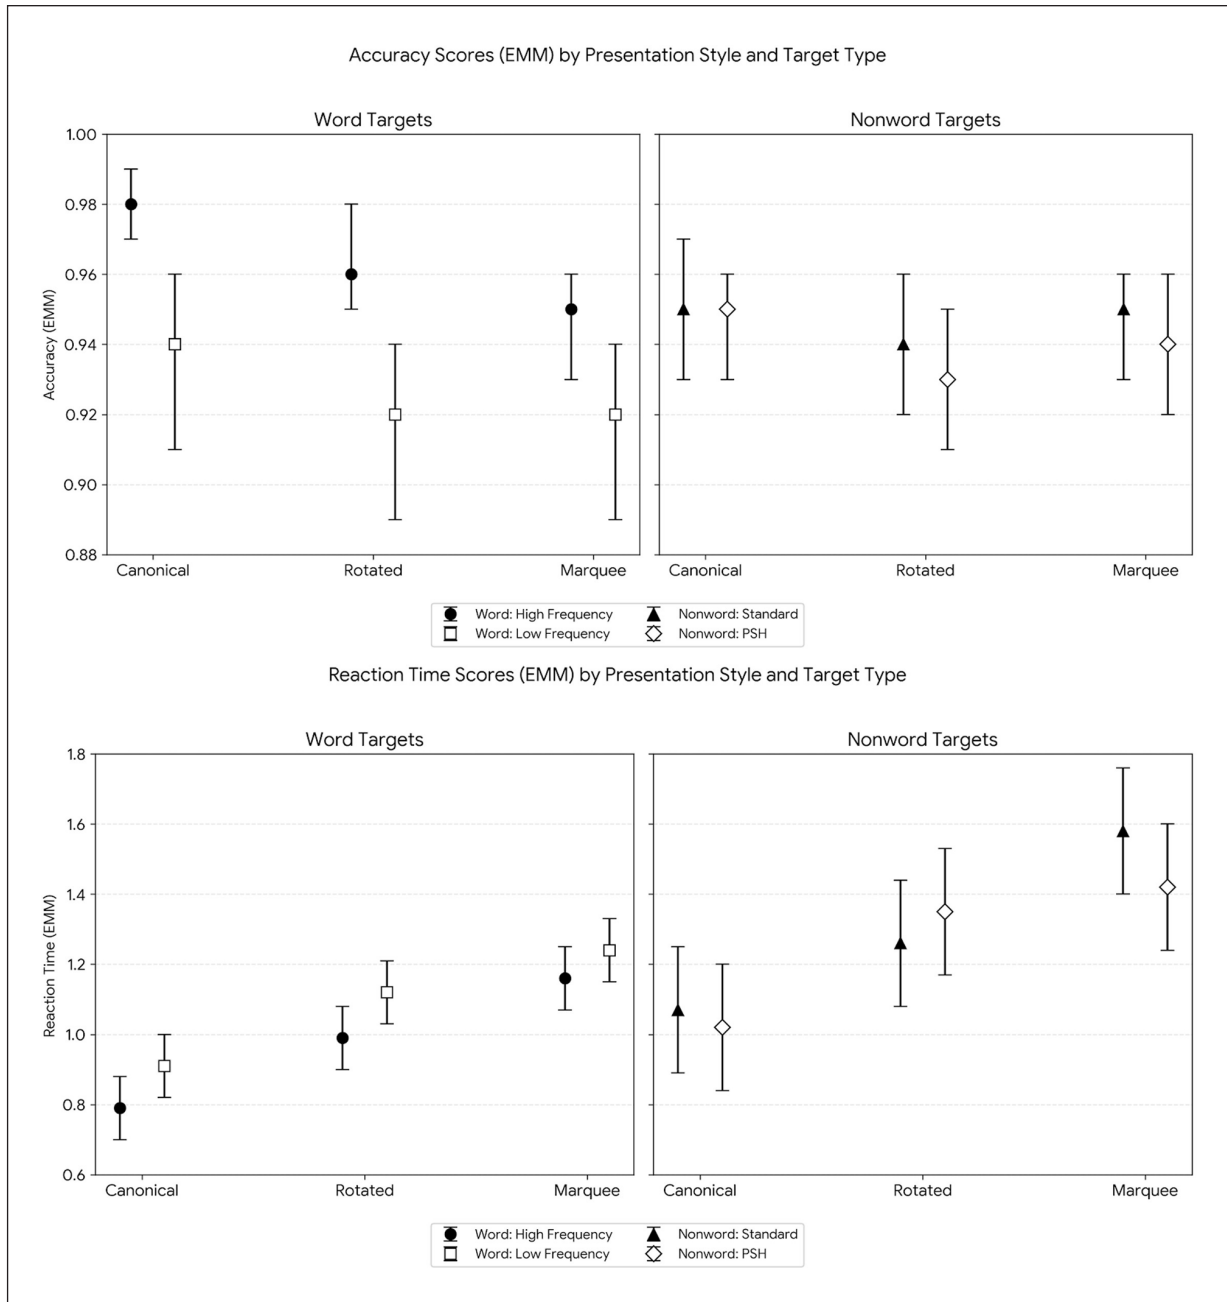 Accuracy Scores (EMM) by Presentation Style and Target Type
Word Targets
Nonword Targets
Accuracy (EMM)
1.00
0.98
0.96
0.94
0.92
0.90
0.88
Canonical
Rotated
Marquee
Canonical
Rotated
Marquee
Word: High Frequency
Nonword: Standard
Word: Low Frequency
Nonword: PSH
Reaction Time Scores (EMM) by Presentation Style and Target Type
Word Targets
Nonword Targets
Reaction Time (EMM)
1.8
1.6
1.4
1.2
1.0
0.8
0.6
Canonical
Rotated
Marquee
Canonical
Rotated
Marquee
Word: High Frequency
Nonword: Standard
Word: Low Frequency
Nonword: PSH